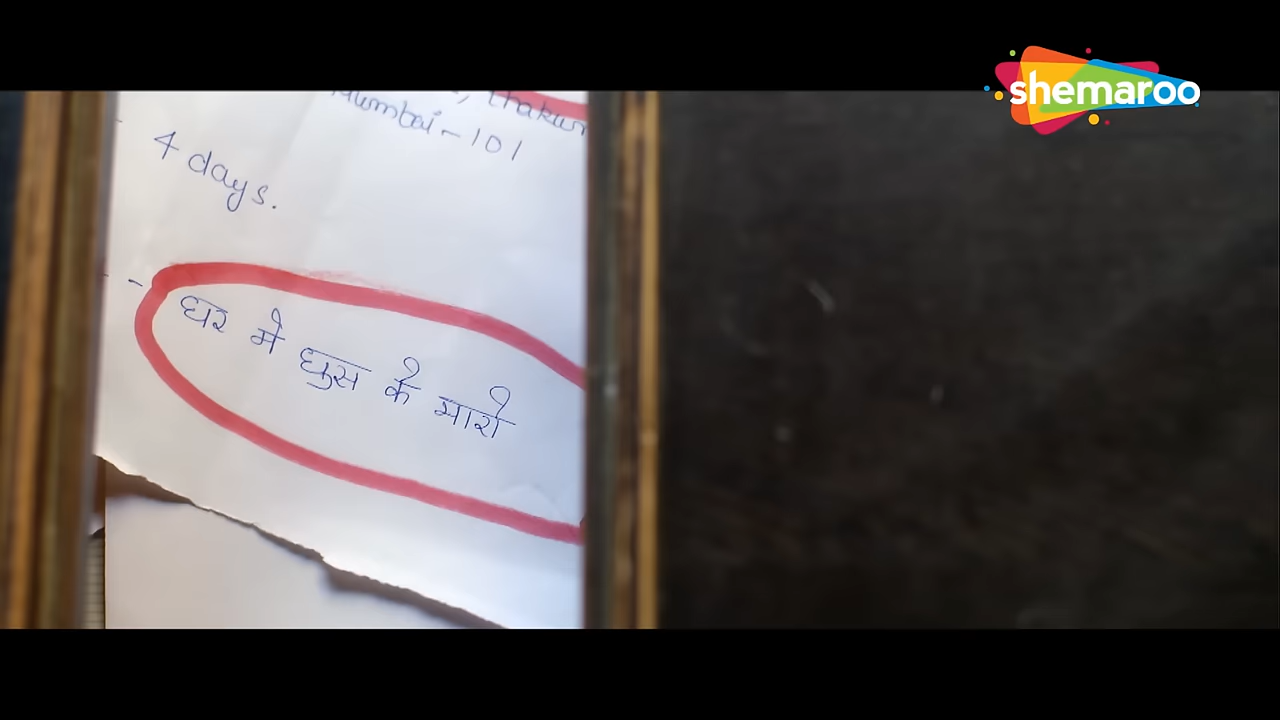 shemaroo
Mumbai - 101
4 days.
- घर मे घुस के मारो